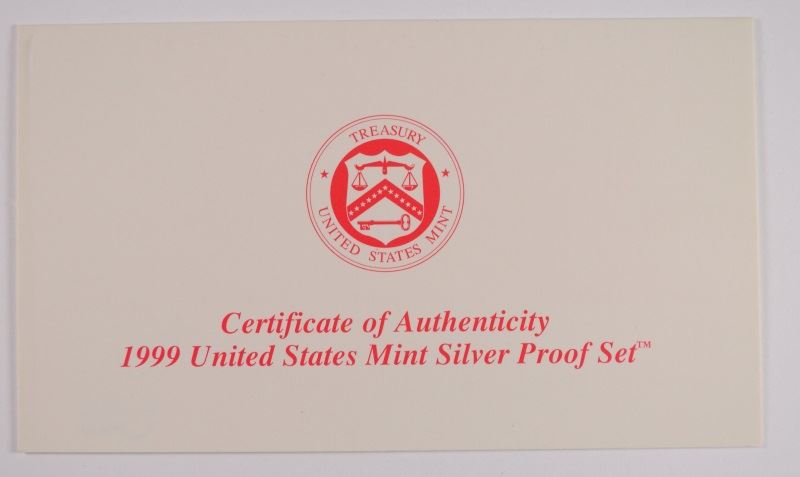 TREASURY
UNITED STATES MINT
Certificate of Authenticity
1999 United States Mint Silver Proof Set™